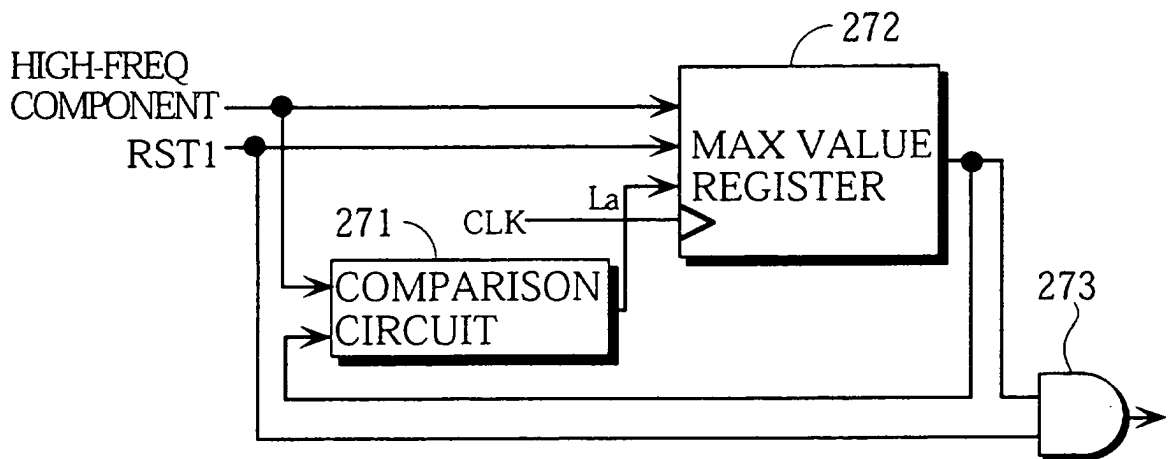 272
HIGH-FREQ
COMPONENT
RST1
MAX VALUE
REGISTER
La
CLK
271
COMPARISON
CIRCUIT
273